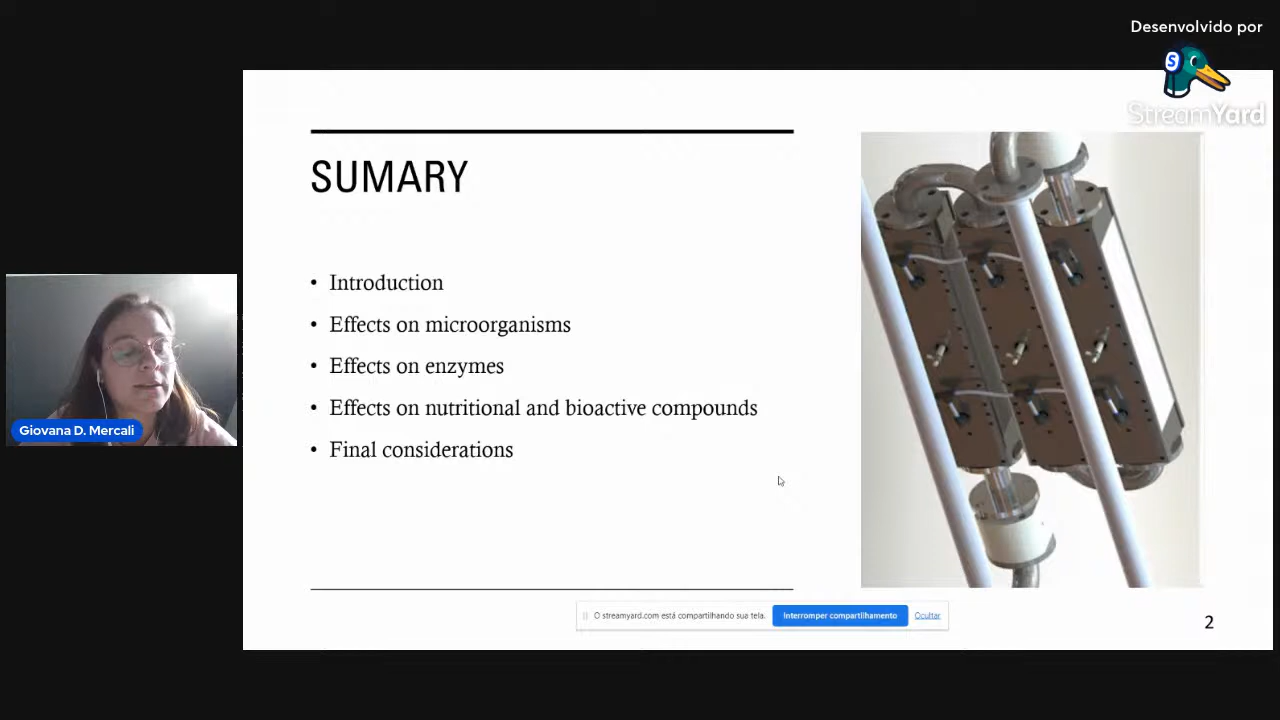 Desenvolvido por
StreamYard
SUMARY
• Introduction
• Effects on microorganisms
• Effects on enzymes
• Effects on nutritional and bioactive compounds
• Final considerations
Giovana D. Mercali
O streamyard.com está compartilhando sua tela.
Interromper compartilhamento
Ocultar
2